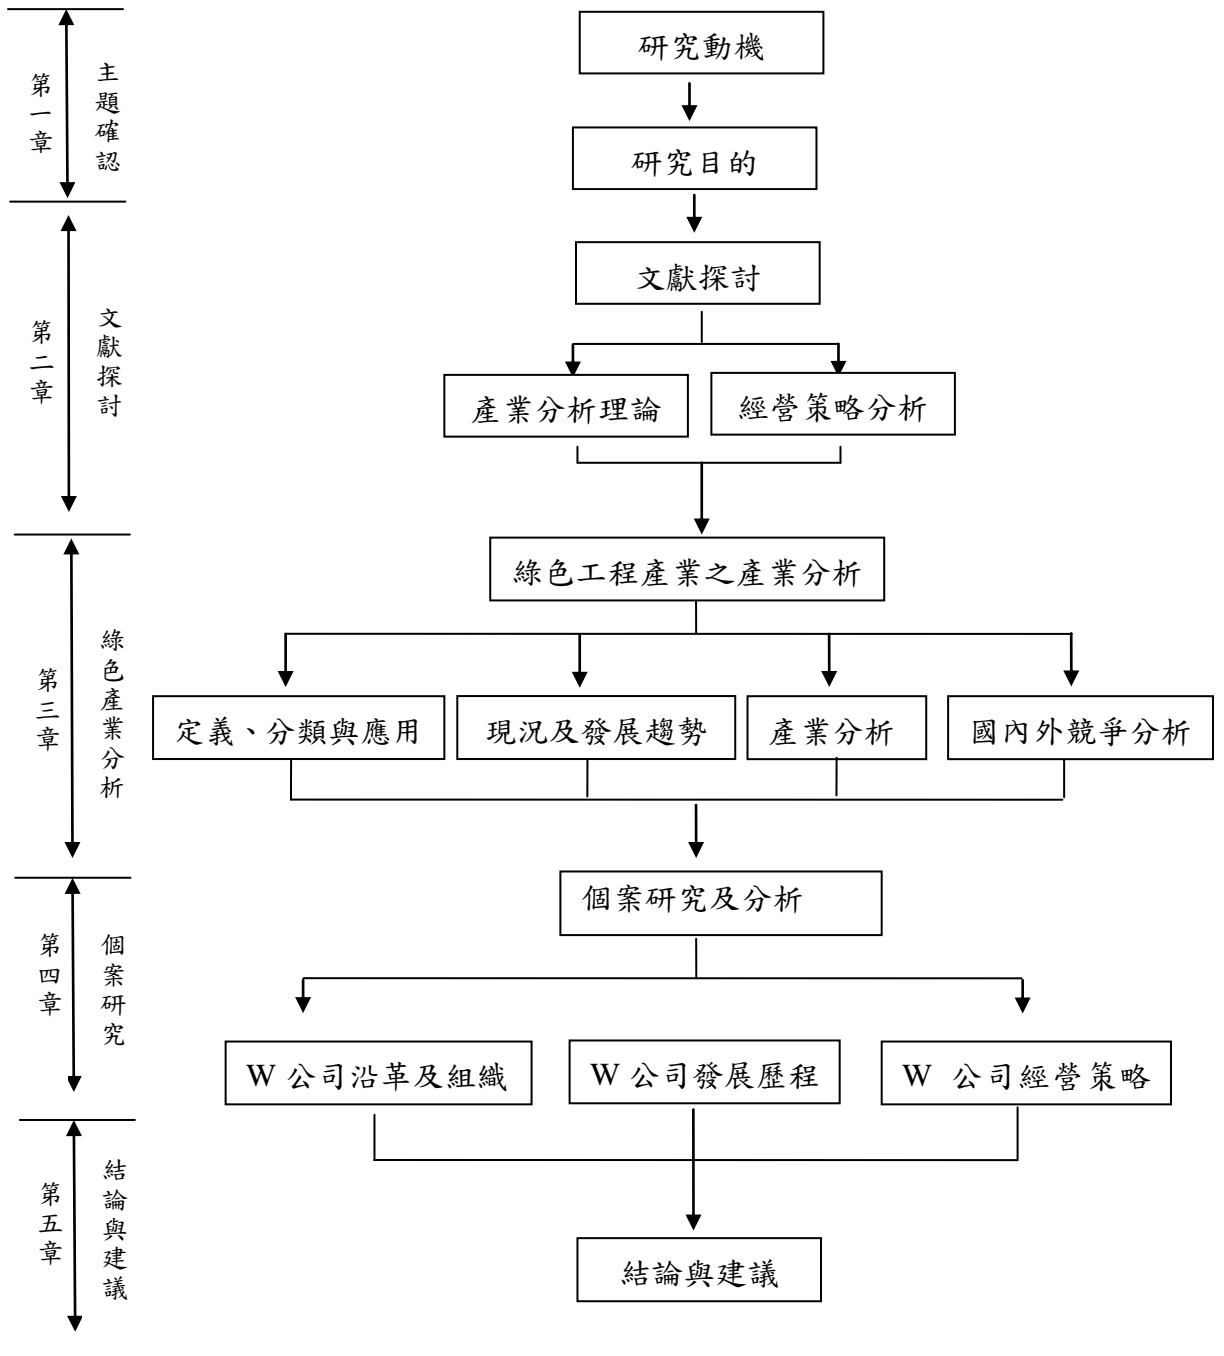 研究動機
第一章
主題確認
研究目的
文獻探討
第二章
文獻探討
產業分析理論
經營策略分析
綠色工程產業之產業分析
第三章
綠色產業分析
定義、分類與應用
現況及發展趨勢
產業分析
國內外競爭分析
個案研究及分析
第四章
個案研究
W 公司沿革及組織
W 公司發展歷程
W 公司經營策略
第五章
結論與建議
結論與建議